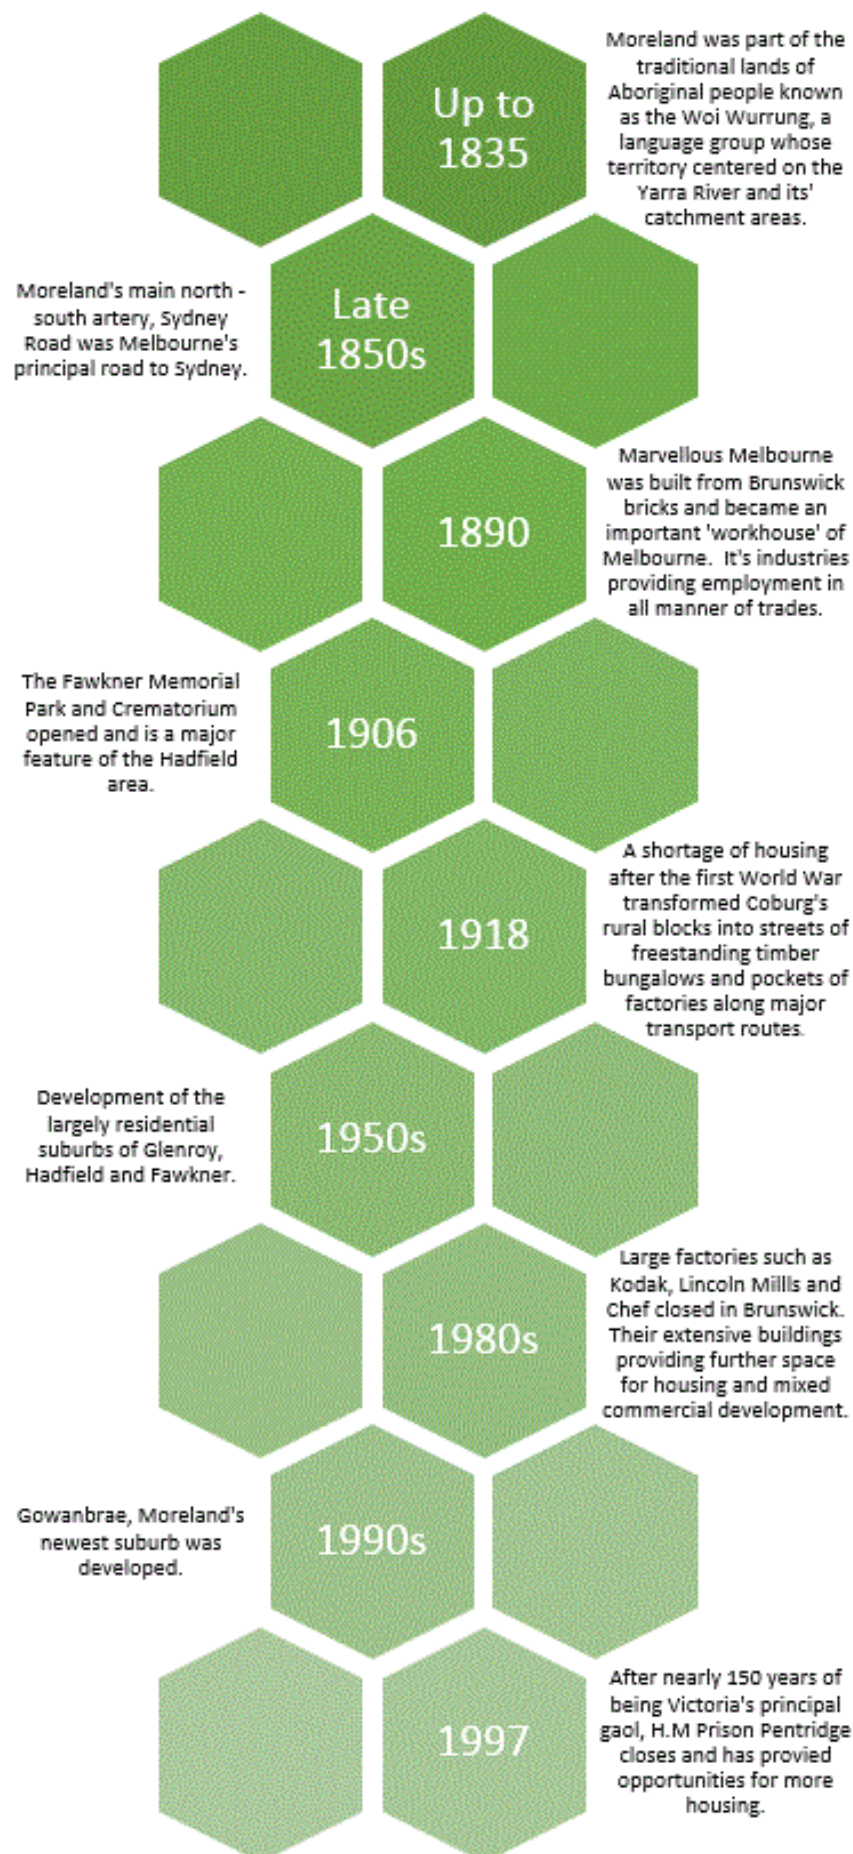 Up to
1835
Moreland was part of the
traditional lands of
Aboriginal people known
as the Woi Wurrung, a
language group whose
territory centered on the
Yarra River and its'
catchment areas.
Late
1850s
Moreland's main north -
south artery, Sydney
Road was Melbourne's
principal road to Sydney.
1890
Marvellous Melbourne
was built from Brunswick
bricks and became an
important 'workhouse' of
Melbourne. It's industries
providing employment in
all manner of trades.
1906
The Fawkner Memorial
Park and Crematorium
opened and is a major
feature of the Hadfield
area.
1918
A shortage of housing
after the first World War
transformed Coburg's
rural blocks into streets of
freestanding timber
bungalows and pockets of
factories along major
transport routes.
1950s
Development of the
largely residential
suburbs of Glenroy,
Hadfield and Fawkner.
1980s
Large factories such as
Kodak, Lincoln Millls and
Chef closed in Brunswick.
Their extensive buildings
providing further space
for housing and mixed
commercial development.
1990s
Gowanbrae, Moreland's
newest suburb was
developed.
1997
After nearly 150 years of
being Victoria's principal
gaol, H.M Prison Pentridge
closes and has provied
opportunities for more
housing.